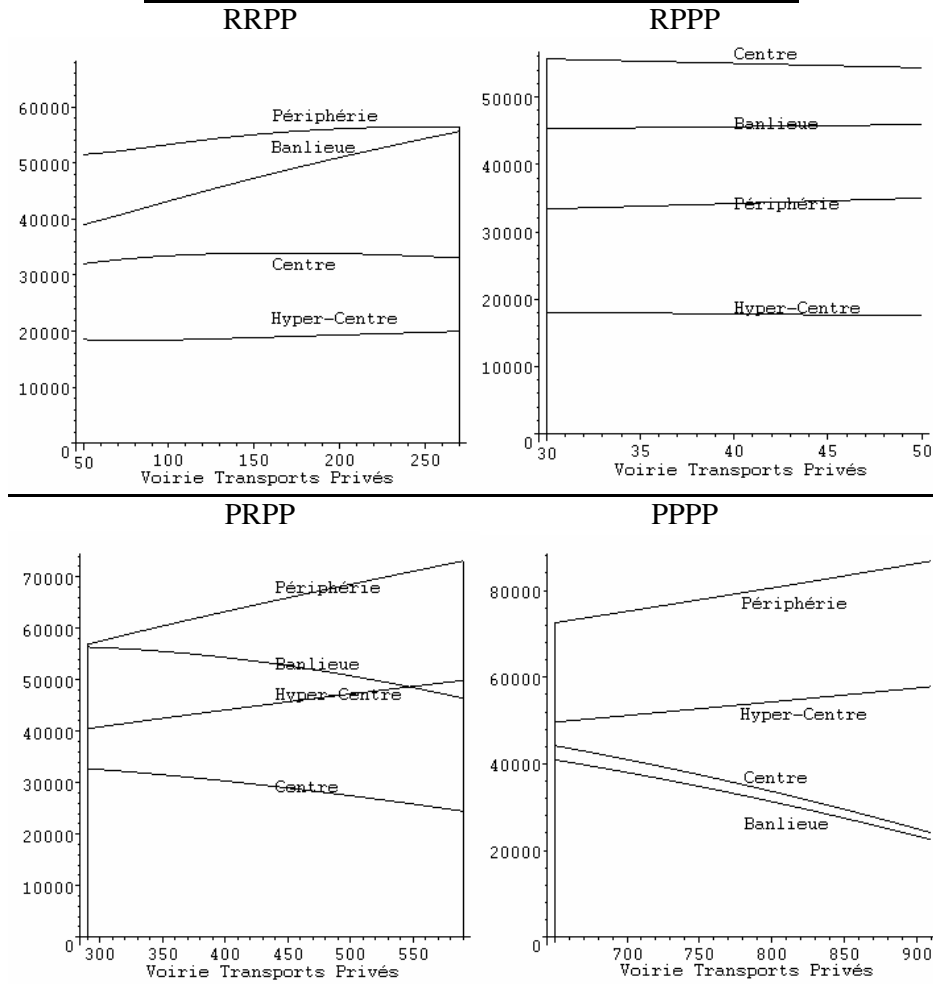 RRPP
RPPP
60000
50000
40000
30000
20000
10000
0
Périphérie
Banlieue
Centre
Hyper-Centre
50 100 150 200 250
Voirie Transports Privés
50000
40000
30000
20000
10000
0
Centre
Banlieue
Périphérie
Hyper-Centre
30 35 40 45 50
Voirie Transports Privés
PRPP
PPPP
70000
60000
50000
40000
30000
20000
10000
0
Périphérie
Banlieue
Hyper-Centre
Centre
300 350 400 450 500 550
Voirie Transports Privés
80000
60000
40000
20000
0
Périphérie
Hyper-Centre
Centre
Banlieue
700 750 800 850 900
Voirie Transports Privés